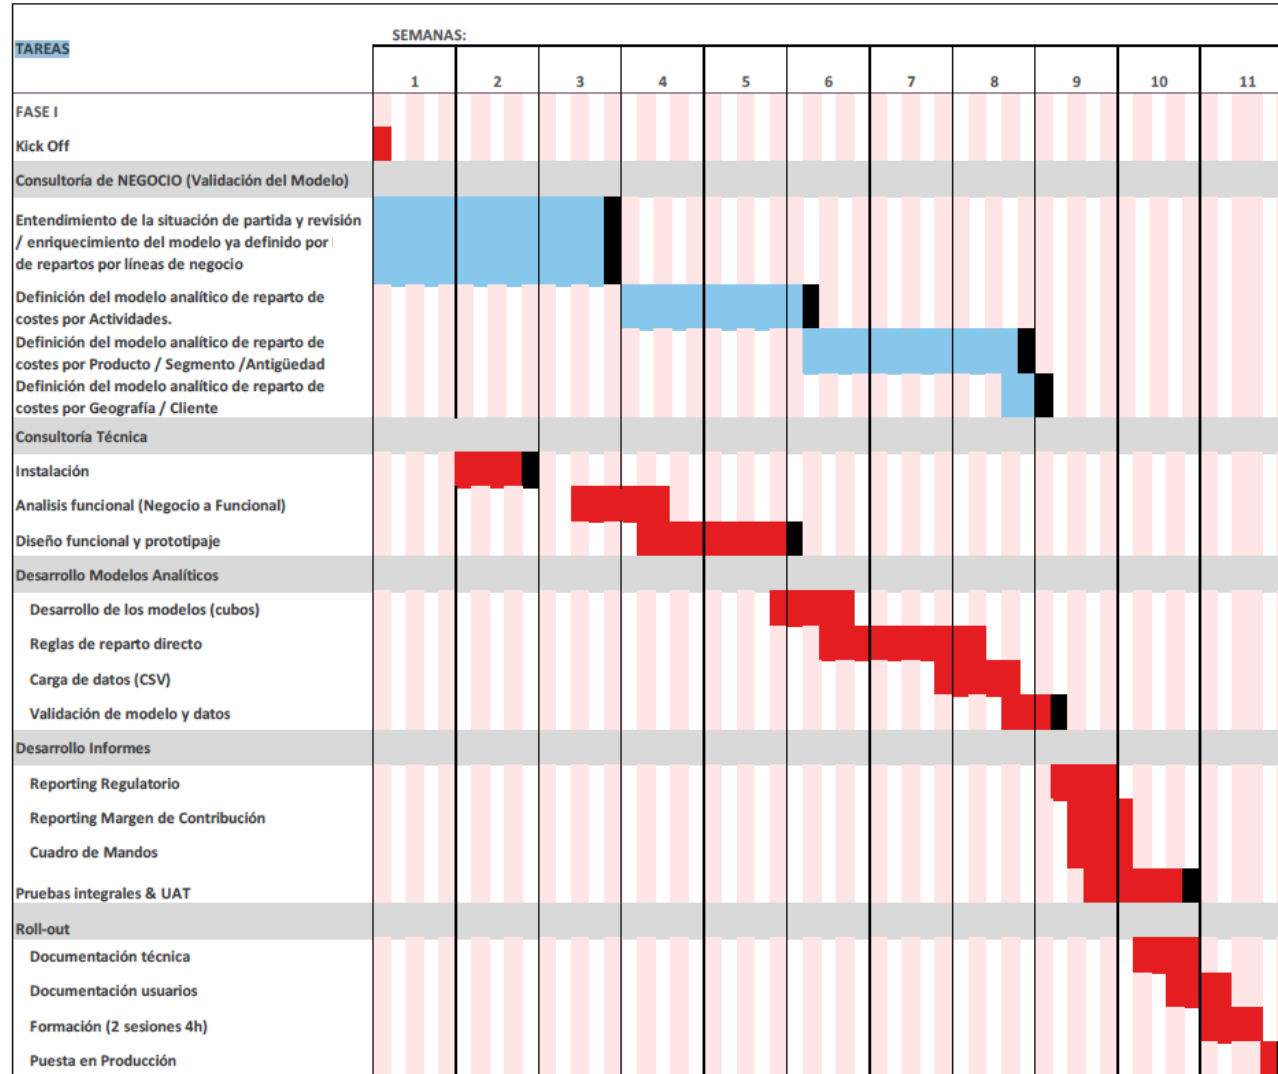 SEMANAS:
TAREAS
1 2 3 4 5 6 7 8 9 10 11
FASE I
Kick Off
Consultoría de NEGOCIO (Validación del Modelo)
Entendimiento de la situación de partida y revisión
/ enriquecimiento del modelo ya definido por
de repartos por líneas de negocio
Definición del modelo analítico de reparto de
costes por Actividades.
Definición del modelo analítico de reparto de
costes por Producto / Segmento /Antigüedad
Definición del modelo analítico de reparto de
costes por Geografía / Cliente
Consultoría Técnica
Instalación
Analisis funcional (Negocio a Funcional)
Diseño funcional y prototipaje
Desarrollo Modelos Analíticos
Desarrollo de los modelos (cubos)
Reglas de reparto directo
Carga de datos (CSV)
Validación de modelo y datos
Desarrollo Informes
Reporting Regulatorio
Reporting Margen de Contribución
Cuadro de Mandos
Pruebas integrales & UAT
Roll-out
Documentación técnica
Documentación usuarios
Formación (2 sesiones 4h)
Puesta en Producción